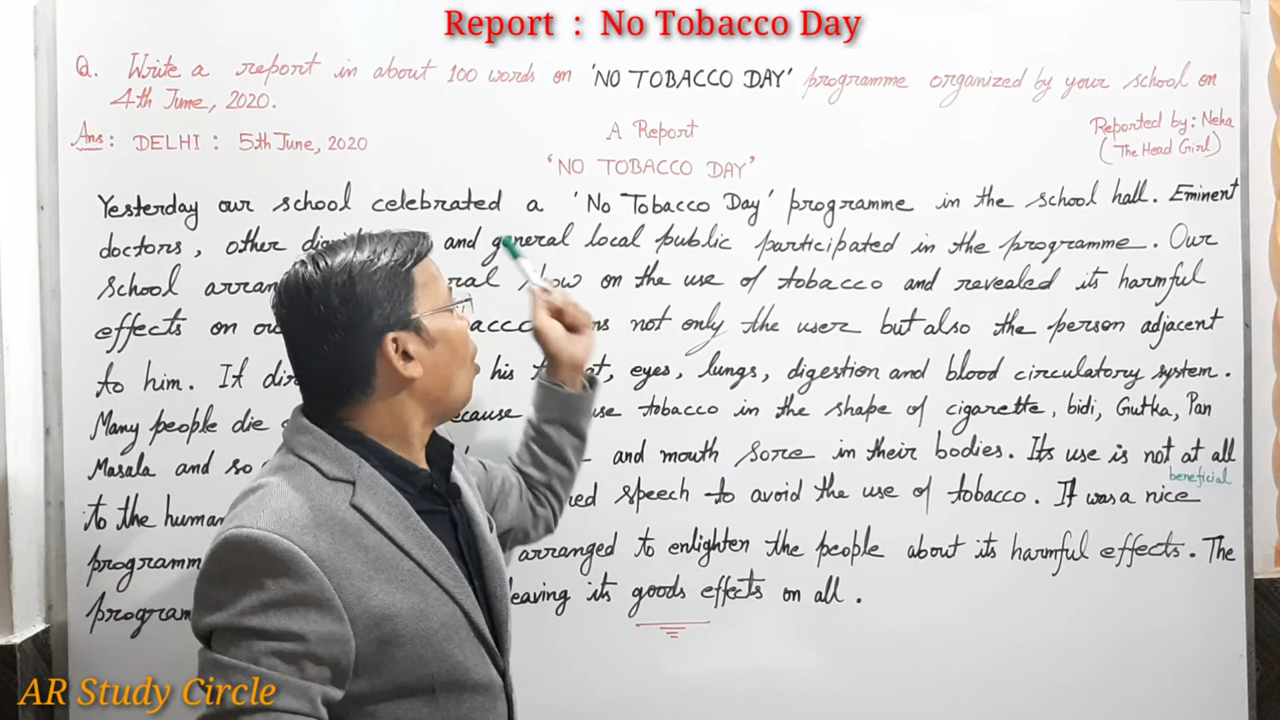 Report : No Tobacco Day
Q. Write a report in about 100 words on 'NO TOBACCO DAY' programme organized by your school on
4th June, 2020.
Ans: DELHI : 5th June, 2020
A Report
Reported by: Neha
(The Head Girl)
'NO TOBACCO DAY'
Yesterday our school celebrated a 'No Tobacco Day' programme in the school hall. Eminent
doctors, other and general local public participated in the programme. Our
school show on the use of tobacco and revealed its harmful
effects on not only the user but also the person adjacent
to him. It his eyes, lungs, digestion and blood circulatory system.
Many people die tobacco in the shape of cigarette, bidi, Gutka, Pan
Masala and so and mouth sore in their bodies. Its use is not at all
beneficial
to the speech to avoid the use of tobacco. It was a nice
arranged to enlighten the people about its harmful effects. The
leaving its goods effects on all.
AR Study Circle